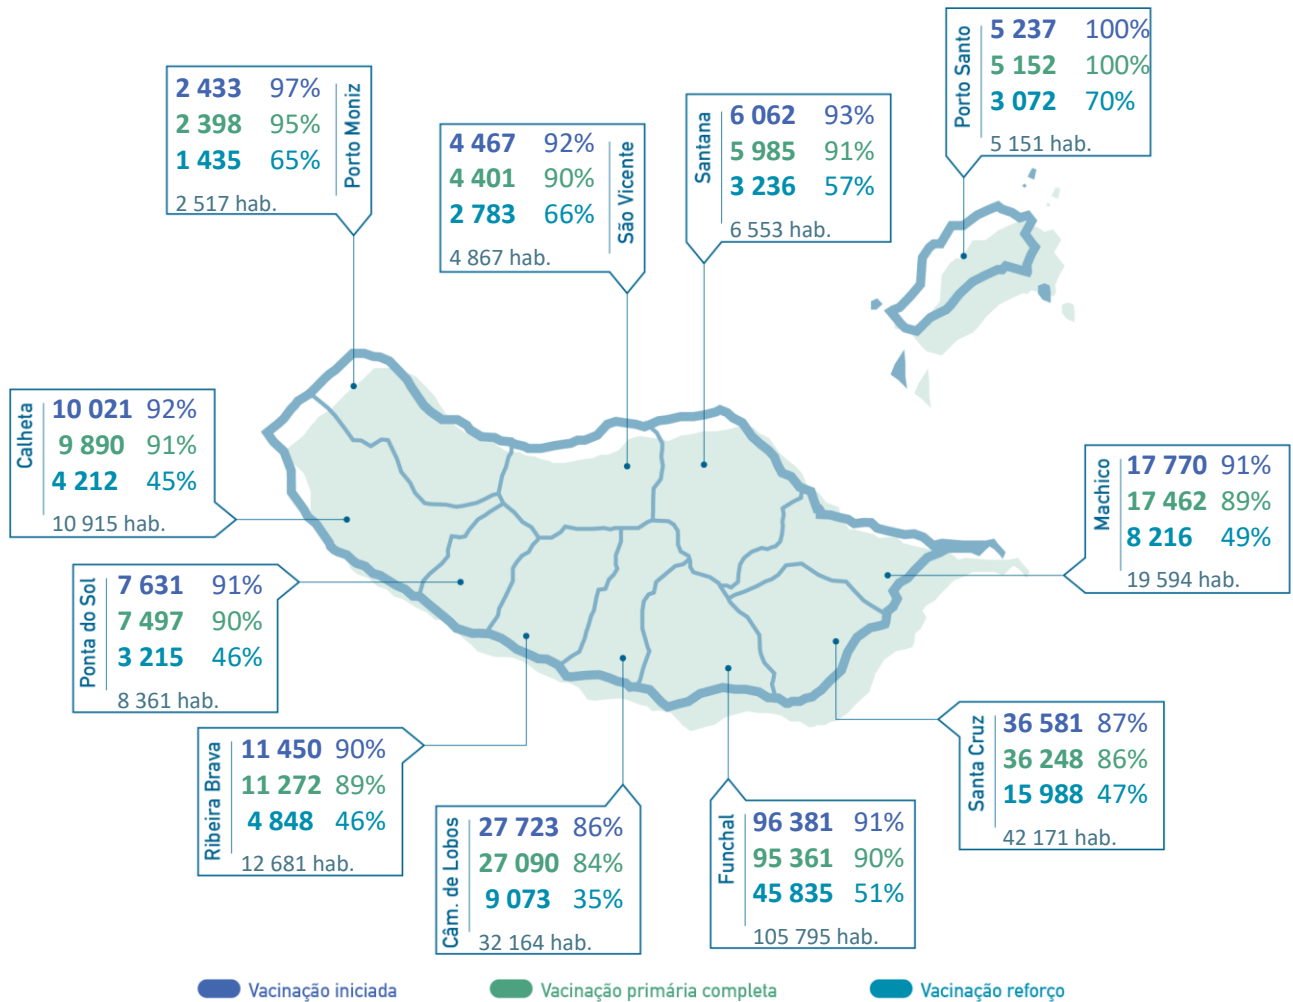 Porto Santo
5 237 100%
5 152 100%
3 072 70%
5 151 hab.
Porto Moniz
2 433 97%
2 398 95%
1 435 65%
2 517 hab.
São Vicente
4 467 92%
4 401 90%
2 783 66%
4 867 hab.
Santana
6 062 93%
5 985 91%
3 236 57%
6 553 hab.
Calheta
10 021 92%
9 890 91%
4 212 45%
10 915 hab.
Machico
17 770 91%
17 462 89%
8 216 49%
19 594 hab.
Ponta do Sol
7 631 91%
7 497 90%
3 215 46%
8 361 hab.
Ribeira Brava
11 450 90%
11 272 89%
4 848 46%
12 681 hab.
Câm. de Lobos
27 723 86%
27 090 84%
9 073 35%
32 164 hab.
Funchal
96 381 91%
95 361 90%
45 835 51%
105 795 hab.
Santa Cruz
36 581 87%
36 248 86%
15 988 47%
42 171 hab.
Vacinação iniciada
Vacinação primária completa
Vacinação reforço